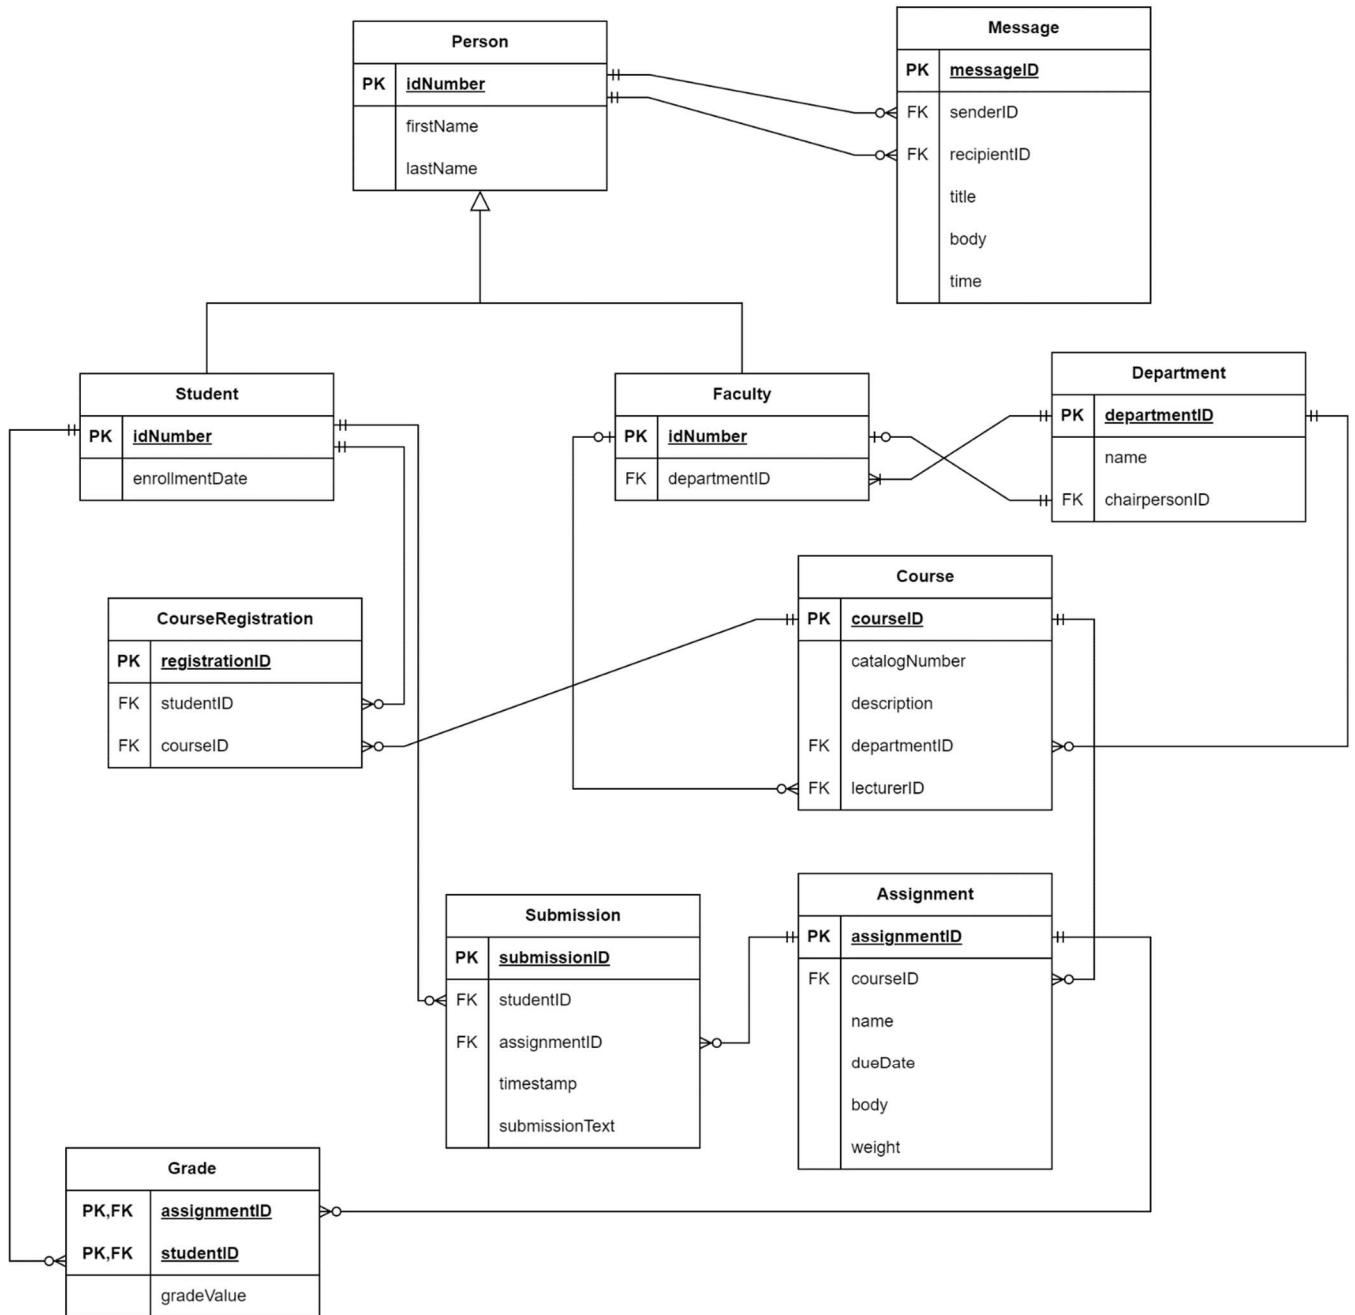 Person
PK idNumber
firstName
lastName
Message
PK messageID
FK senderID
FK recipientID
title
body
time
Student
PK idNumber
enrollmentDate
Faculty
PK idNumber
FK departmentID
Department
PK departmentID
name
FK chairpersonID
CourseRegistration
PK registrationID
FK studentID
FK courseID
Course
PK courseID
catalogNumber
description
FK departmentID
FK lecturerID
Submission
PK submissionID
FK studentID
FK assignmentID
timestamp
submissionText
Assignment
PK assignmentID
FK courseID
name
dueDate
body
weight
Grade
PK,FK assignmentID
PK,FK studentID
gradeValue